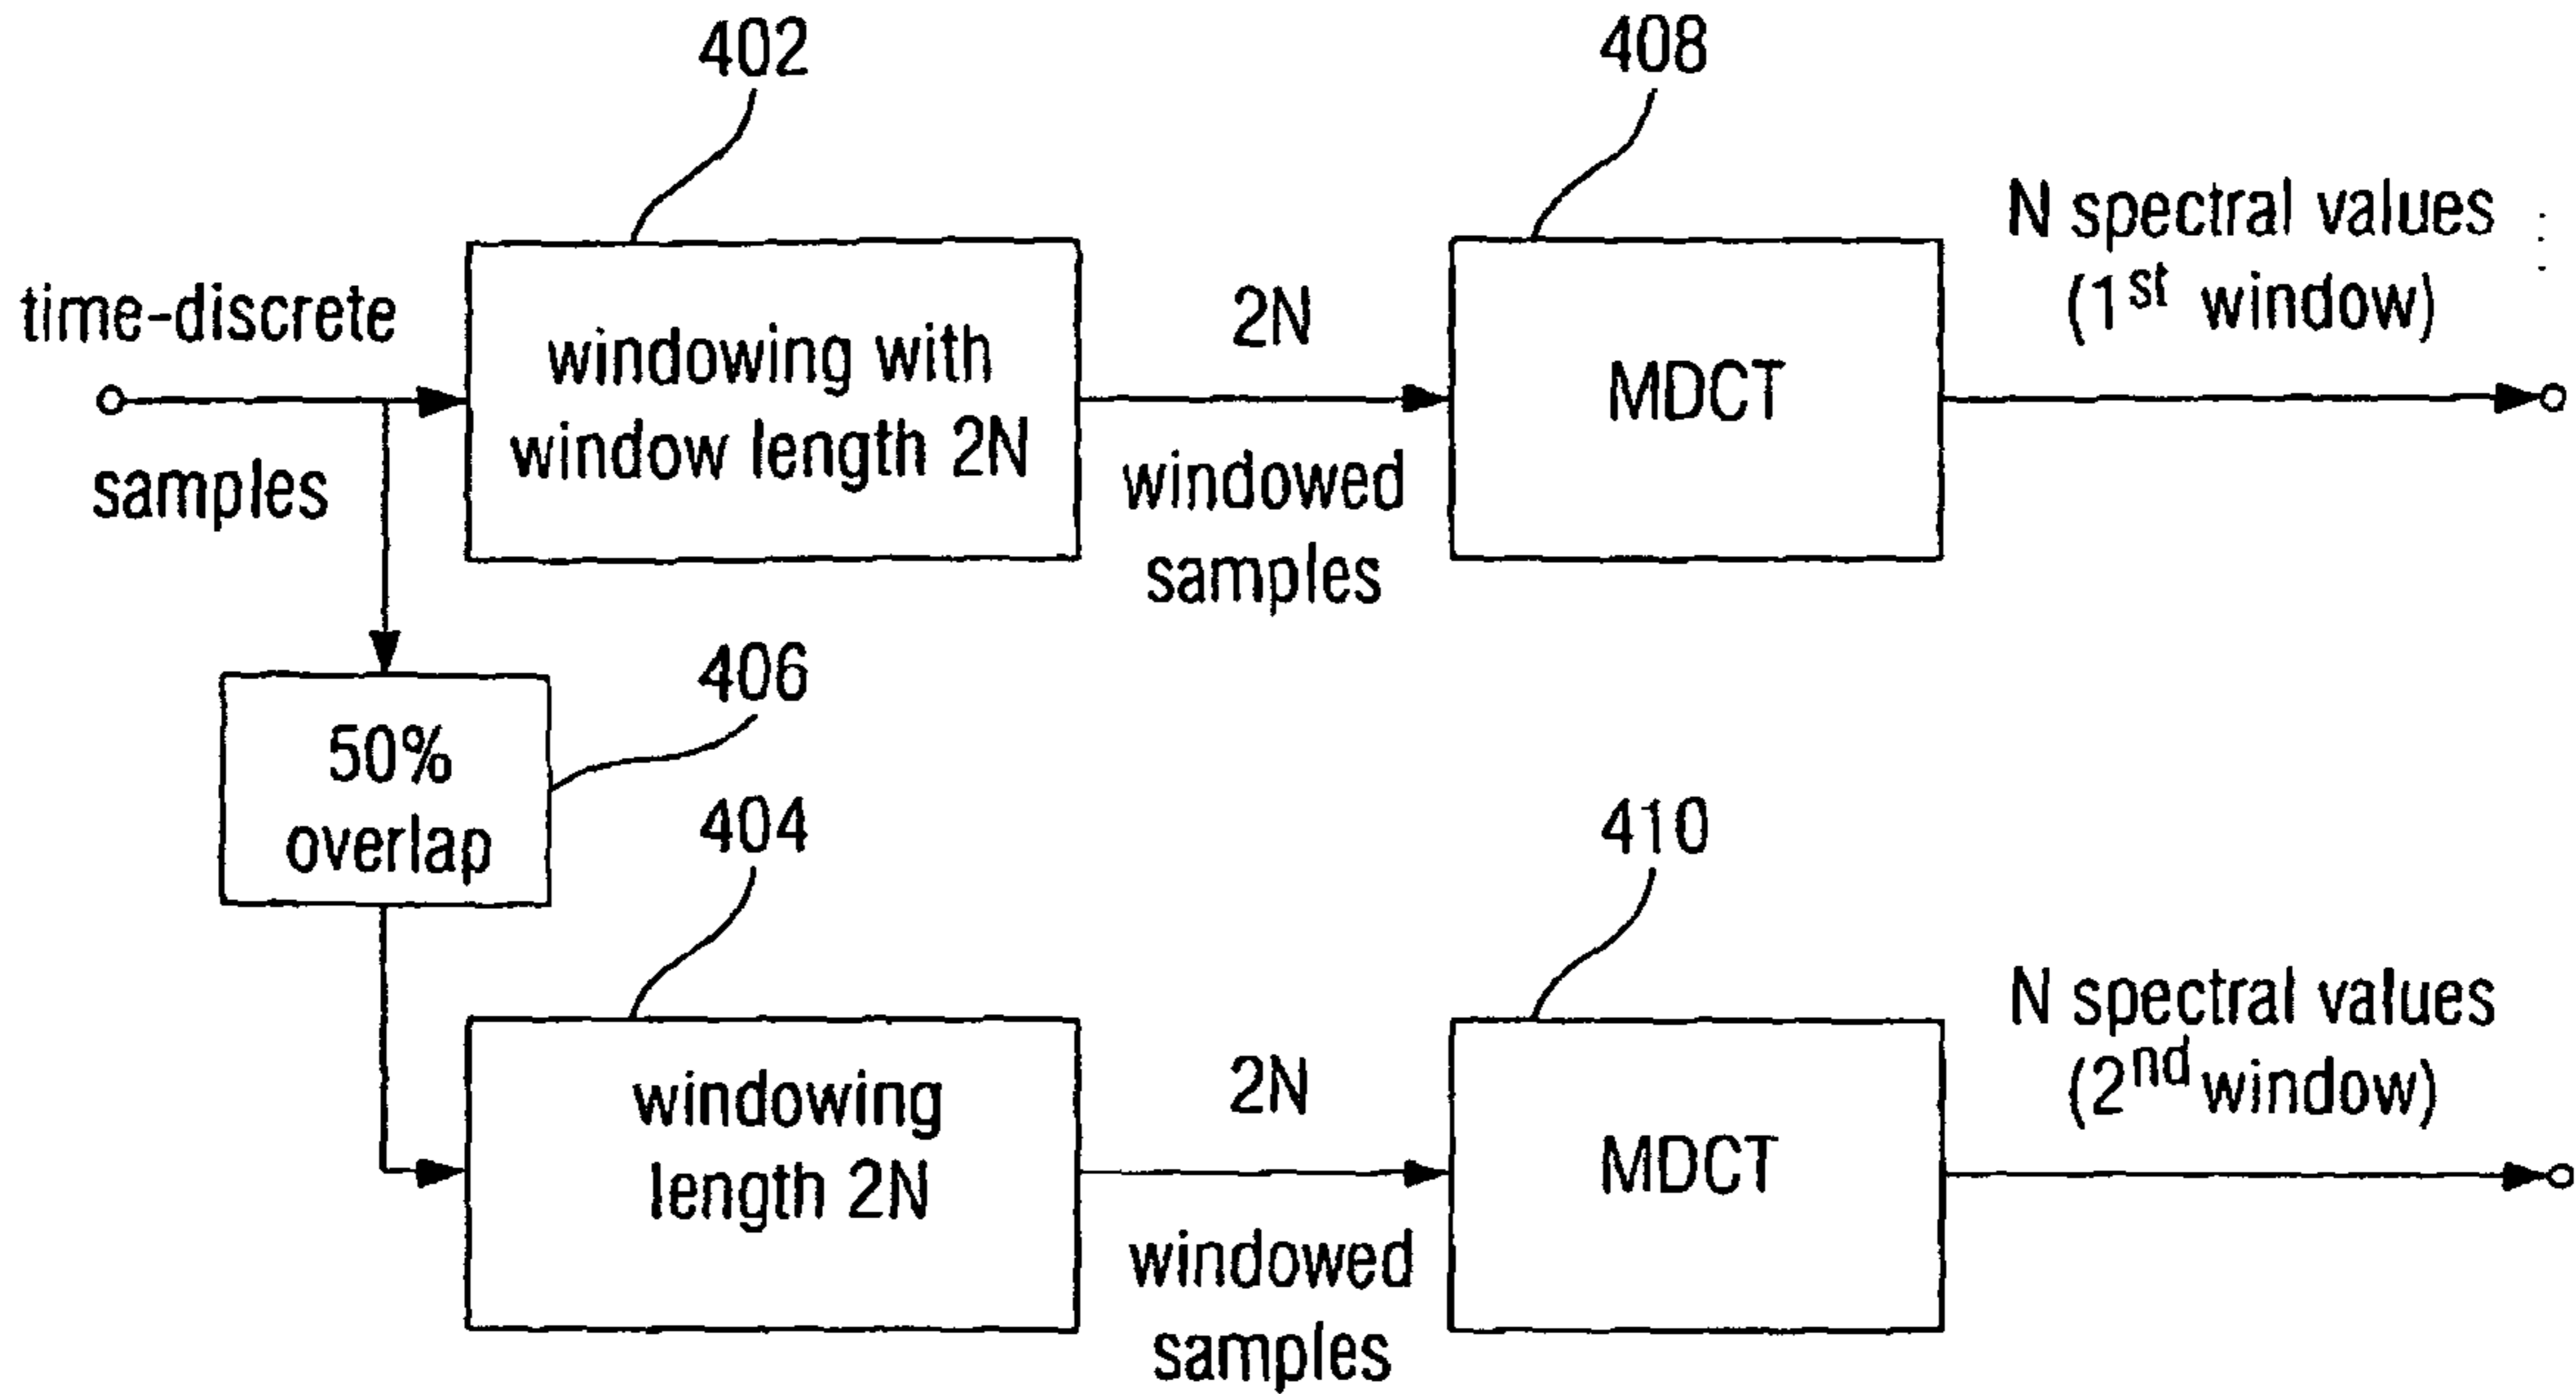 402
408
time-discrete
samples
windowing with
window length 2N
2N
windowed
samples
MDCT
N spectral values
(1st window)
50%
overlap
406
404
410
windowing
length 2N
2N
windowed
samples
MDCT
N spectral values
(2nd window)